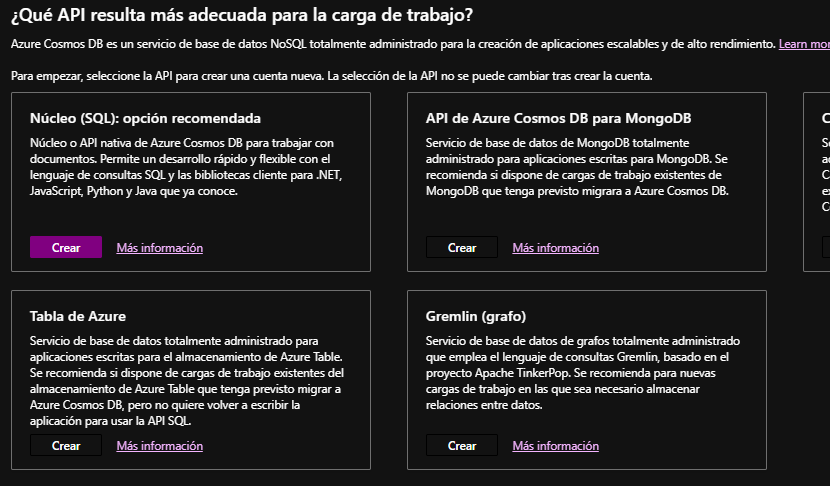 ¿Qué API resulta más adecuada para la carga de trabajo?
Azure Cosmos DB es un servicio de base de datos NoSQL totalmente administrado para la creación de aplicaciones escalables y de alto rendimiento. Learn mor
Para empezar, seleccione la API para crear una cuenta nueva. La selección de la API no se puede cambiar tras crear la cuenta.
Núcleo (SQL): opción recomendada
Núcleo o API nativa de Azure Cosmos DB para trabajar con
documentos. Permite un desarrollo rápido y flexible con el
lenguaje de consultas SQL y las bibliotecas cliente para .NET,
JavaScript, Python y Java que ya conoce.
Crear Más información
API de Azure Cosmos DB para MongoDB
Servicio de base de datos de MongoDB totalmente
administrado para aplicaciones escritas para MongoDB. Se
recomienda si dispone de cargas de trabajo existentes de
MongoDB que tenga previsto migrara a Azure Cosmos DB.
Crear Más información
Tabla de Azure
Servicio de base de datos totalmente administrado para
aplicaciones escritas para el almacenamiento de Azure Table.
Se recomienda si dispone de cargas de trabajo existentes del
almacenamiento de Azure Table que tenga previsto migrar a
Azure Cosmos DB, pero no quiere volver a escribir la
aplicación para usar la API SQL.
Crear Más información
Gremlin (grafo)
Servicio de base de datos de grafos totalmente administrado
que emplea el lenguaje de consultas Gremlin, basado en el
proyecto Apache TinkerPop. Se recomienda para nuevas
cargas de trabajo en las que sea necesario almacenar
relaciones entre datos.
Crear Más información